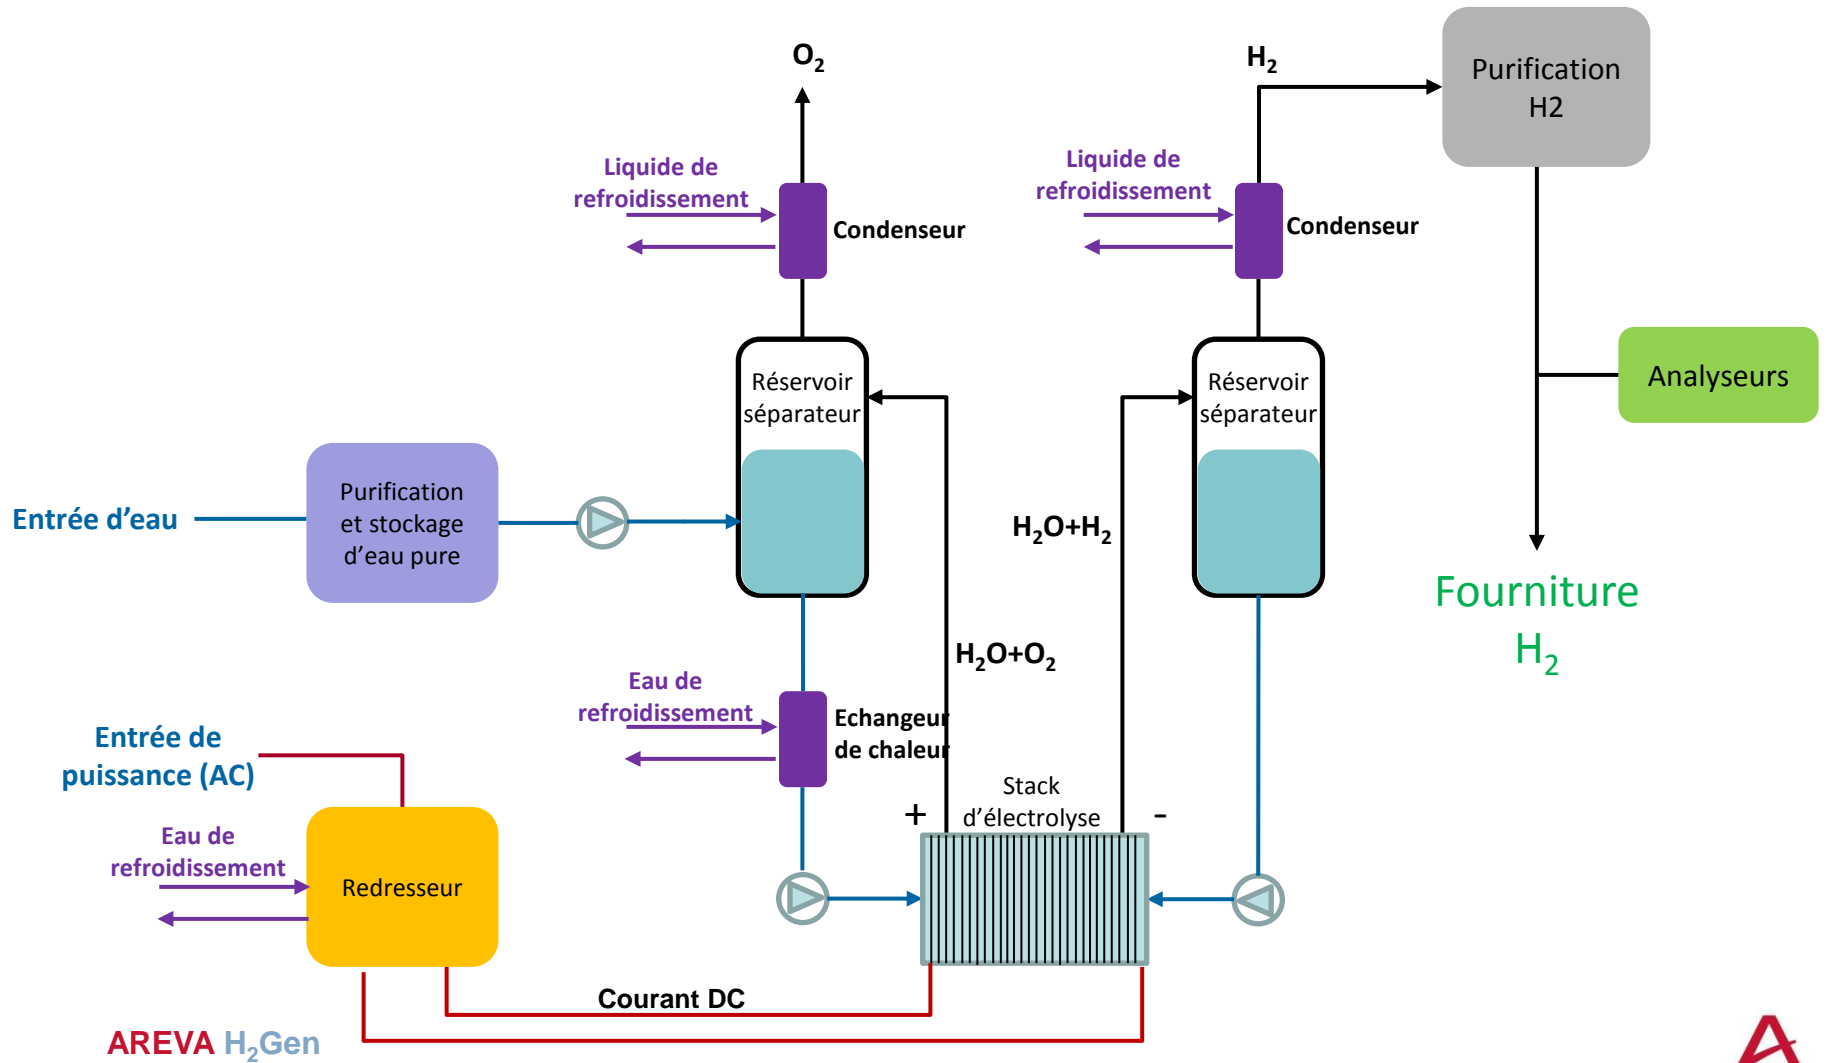 O₂
H₂
Purification
H2
Liquide de
refroidissement
Condenseur
Liquide de
refroidissement
Condenseur
Réservoir
séparateur
Réservoir
séparateur
Analyseurs
Entrée d’eau
Purification
et stockage
d’eau pure
H₂O+H₂
Fourniture
H₂
H₂O+O₂
Eau de
refroidissement
Echangeur
de chaleur
Entrée de
puissance (AC)
Stack
d’électrolyse
+
-
Eau de
refroidissement
Redresseur
Courant DC
AREVA H₂Gen